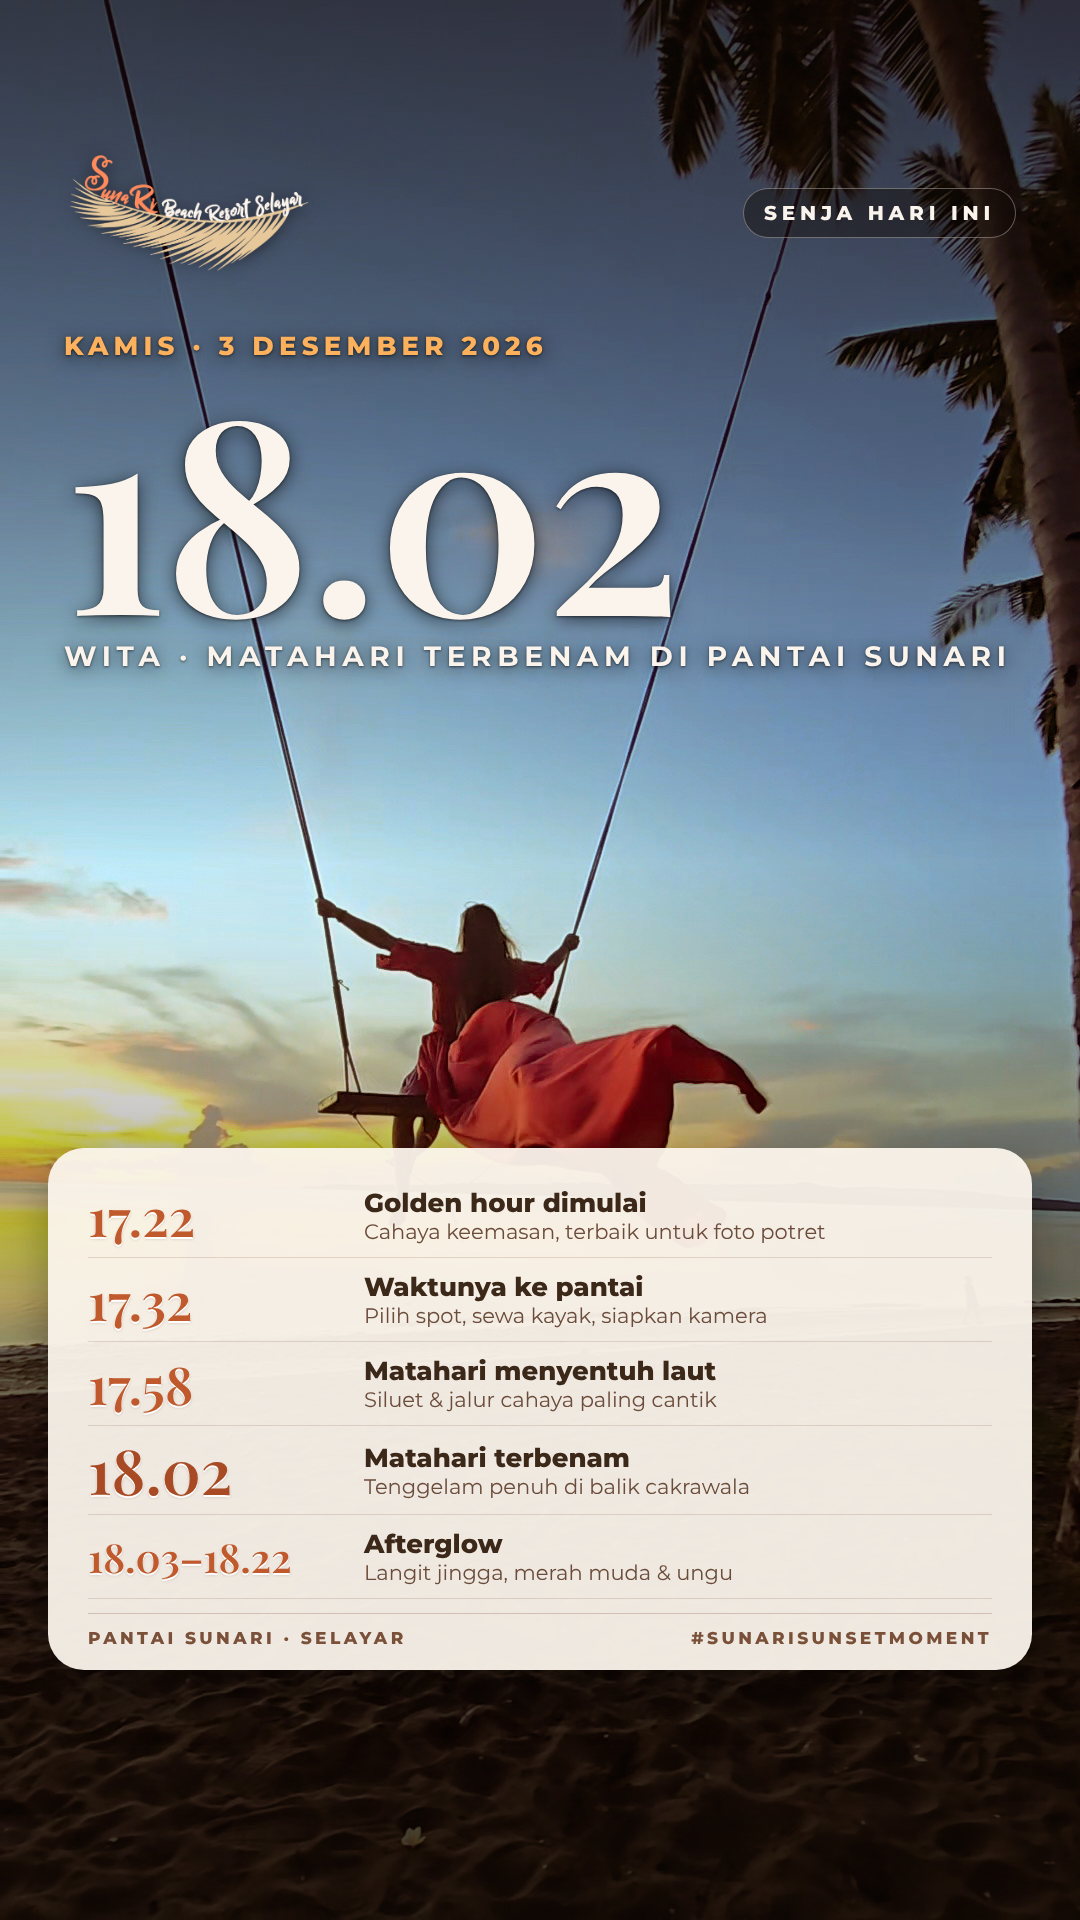 SunaRi Beach Resort Selayar
SENJA HARI INI
KAMIS · 3 DESEMBER 2026
18.02
WITA · MATAHARI TERBENAM DI PANTAI SUNARI
17.22
Golden hour dimulai
Cahaya keemasan, terbaik untuk foto potret
17.32
Waktunya ke pantai
Pilih spot, sewa kayak, siapkan kamera
17.58
Matahari menyentuh laut
Siluet & jalur cahaya paling cantik
18.02
Matahari terbenam
Tenggelam penuh di balik cakrawala
18.03–18.22
Afterglow
Langit jingga, merah muda & ungu
PANTAI SUNARI · SELAYAR
#SUNARISUNSETMOMENT